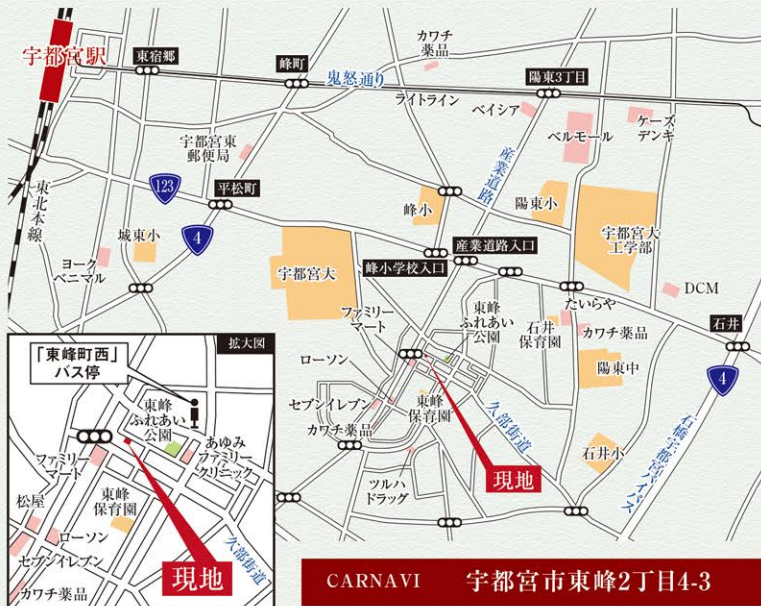 宇都宮駅
東宿郷
峰町
鬼怒通り
ライトライン
カワチ
薬品
陽東3丁目
ベイシア
ベルモール
ケーズ
デンキ
宇都宮東
郵便局
産業道路
123
平松町
東北本線
城東小
4
ヨーク
ベニマル
峰小
陽東小
宇都宮大
工学部
宇都宮大
峰小学校入口
産業道路入口
DCM
たいらや
石井
ファミリー
マート
東峰
ふれあい
公園
石井
保育園
カワチ薬品
陽東中
4
ローソン
セブンイレブン
カワチ薬品
東峰
保育園
久部街道
石井小
石橋宇都宮バイパス
ツルハ
ドラッグ
現地
拡大図
「東峰町西」
バス停
東峰
ふれあい
公園
あゆみ
ファミリー
クリニック
ファミリー
マート
東峰
保育園
松屋
ローソン
セブンイレブン
カワチ薬品
久部街道
現地
CARNAVI 宇都宮市東峰2丁目4-3